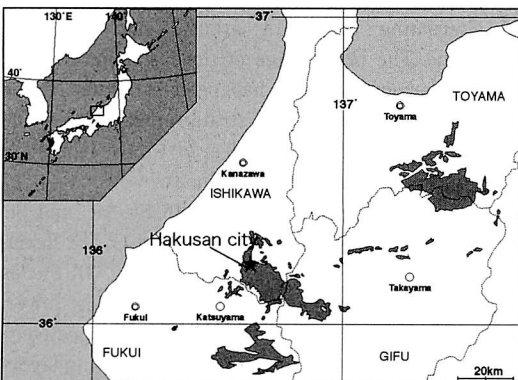 130°E
140°
40°
30°N
37°
137°
TOYAMA
Toyama
Kanazawa
ISHIKAWA
136°
Hakusan city
Takayama
36°
Fukui
Katsuyama
FUKUI
GIFU
20km